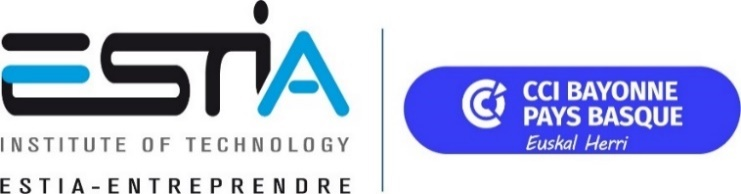 ESTIA
INSTITUTE OF TECHNOLOGY
ESTIA-ENTREPRENDRE
CCI BAYONNE
PAYS BASQUE
Euskal Herri